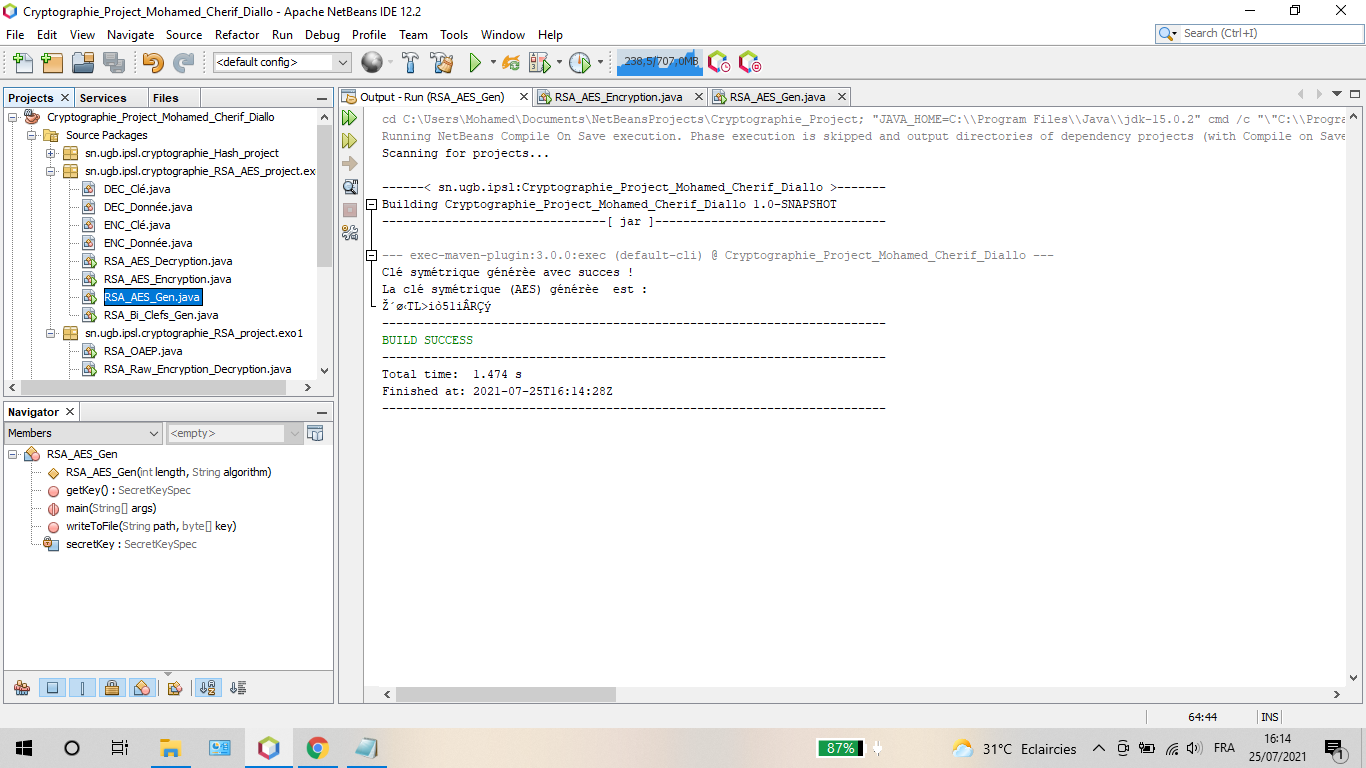 Cryptographie_Project_Mohamed_Cherif_Diallo - Apache NetBeans IDE 12.2
File Edit View Navigate Source Refactor Run Debug Profile Team Tools Window Help
Search (Ctrl+I)
<default config>
238,5/707,0MB
Projects Services Files
Cryptographie_Project_Mohamed_Cherif_Diallo
Source Packages
sn.ugb.ipsl.cryptographie_Hash_project
sn.ugb.ipsl.cryptographie_RSA_AES_project.ex
DEC_Clé.java
DEC_Donnée.java
ENC_Clé.java
ENC_Donnée.java
RSA_AES_Decryption.java
RSA_AES_Encryption.java
RSA_AES_Gen.java
RSA_Bi_Clefs_Gen.java
sn.ugb.ipsl.cryptographie_RSA_project.exo1
RSA_OAEP.java
RSA_Raw_Encryption_Decryption.java
Navigator
Members
<empty>
RSA_AES_Gen
RSA_AES_Gen(int length, String algorithm)
getKey() : SecretKeySpec
main(String[] args)
writeToFile(String path, byte[] key)
secretKey : SecretKeySpec
Output - Run (RSA_AES_Gen) RSA_AES_Encryption.java RSA_AES_Gen.java
cd C:\Users\Mohamed\Documents\NetBeansProjects\Cryptographie_Project; "JAVA_HOME=C:\\Program Files\\Java\\jdk-15.0.2" cmd /c "\"C:\\Progra
Running NetBeans Compile On Save execution. Phase execution is skipped and output directories of dependency projects (with Compile on Save
Scanning for projects...
------< sn.ugb.ipsl:Cryptographie_Project_Mohamed_Cherif_Diallo >-------
Building Cryptographie_Project_Mohamed_Cherif_Diallo 1.0-SNAPSHOT
--------------------------------[ jar ]---------------------------------
--- exec-maven-plugin:3.0.0:exec (default-cli) @ Cryptographie_Project_Mohamed_Cherif_Diallo ---
Clé symétrique générèe avec succes !
La clé symétrique (AES) générèe  est :
------------------------------------------------------------------------
BUILD SUCCESS
------------------------------------------------------------------------
Total time:  1.474 s
Finished at: 2021-07-25T16:14:28Z
------------------------------------------------------------------------
64:44 INS
87%
31°C Eclaircies
FRA
16:14
25/07/2021
1